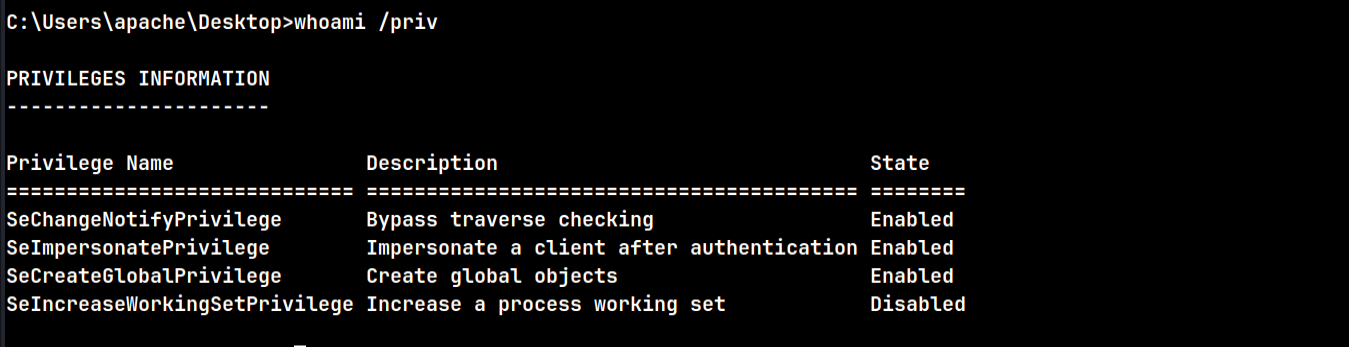 C:\Users\apache\Desktop>whoami /priv
PRIVILEGES INFORMATION
----------------------
Privilege Name                Description                               State
============================= ========================================= ========
SeChangeNotifyPrivilege       Bypass traverse checking                  Enabled
SeImpersonatePrivilege        Impersonate a client after authentication Enabled
SeCreateGlobalPrivilege       Create global objects                     Enabled
SeIncreaseWorkingSetPrivilege Increase a process working set            Disabled